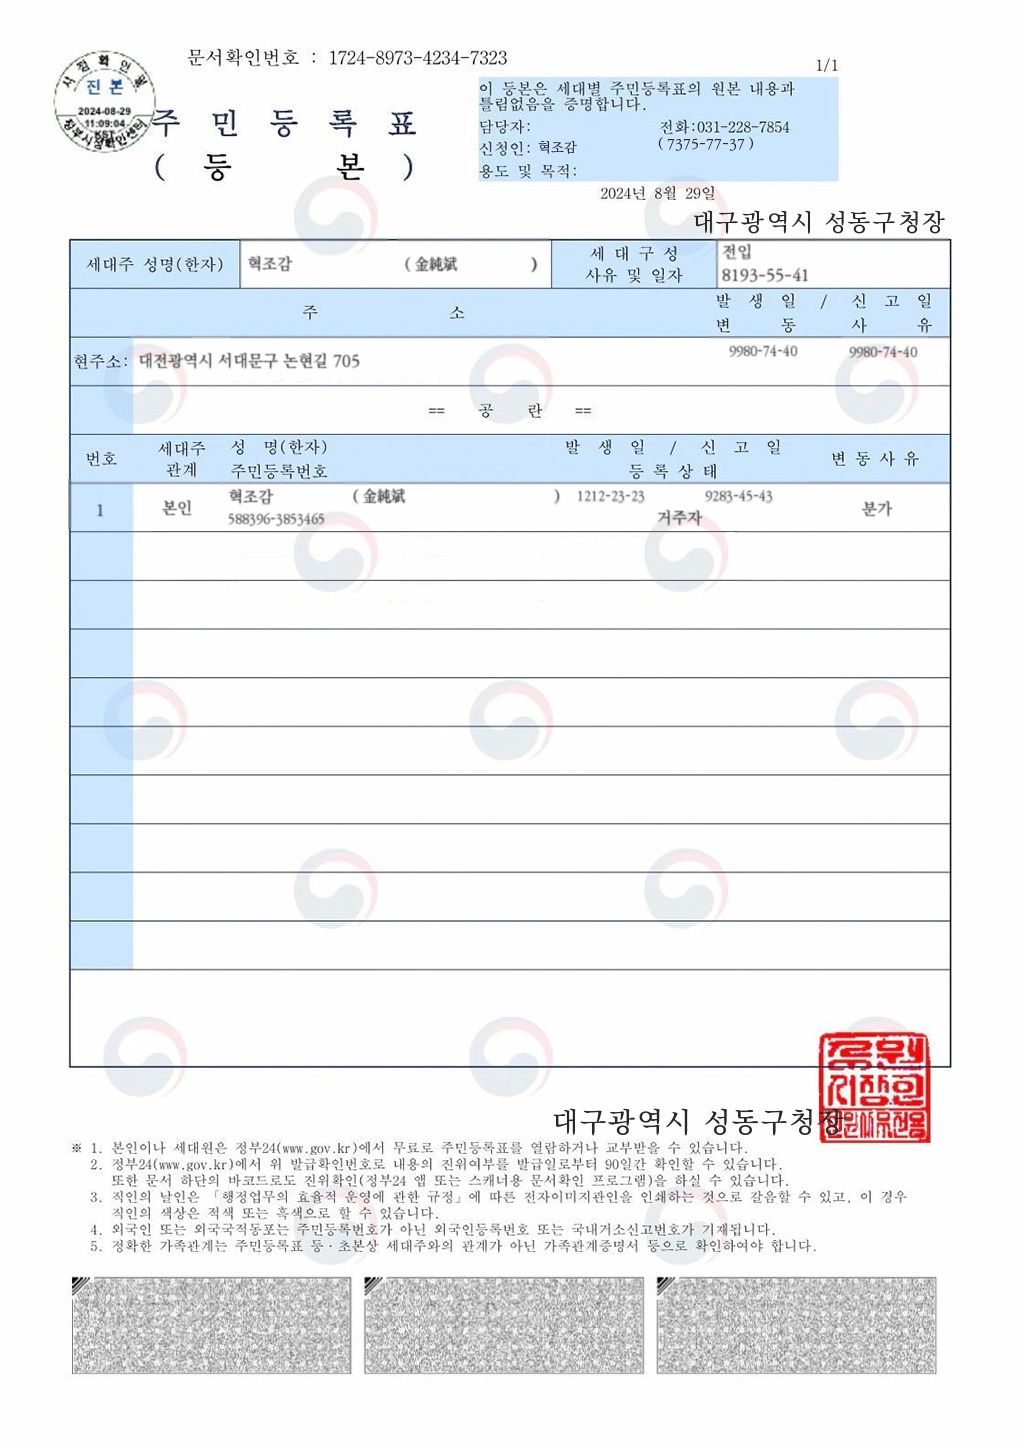 문서확인번호 : 1724-8973-4234-7323
1/1
시점확인필
진본
2024-08-29
11:09:04
KST
정부시점확인센터
주 민 등 록 표
( 등 본 )
이 등본은 세대별 주민등록표의 원본 내용과
틀림없음을 증명합니다.
담당자: 전화:031-228-7854
신청인: 혁조감 ( 7375-77-37 )
용도 및 목적:
2024년 8월 29일
대구광역시 성동구청장
세대주 성명(한자) 혁조감 ( 金純斌 ) 세 대 구 성 전입
사유 및 일자 8193-55-41
주 소 발 생 일 / 신 고 일
변 동 사 유
현주소: 대전광역시 서대문구 논현길 705 9980-74-40 9980-74-40
== 공 란 ==
번호 세대주 성 명(한자) 발 생 일 / 신 고 일 변 동 사 유
관계 주민등록번호 등 록 상 태
1 본인 혁조감 ( 金純斌 ) 1212-23-23 9283-45-43 분가
588396-3853465 거주자
대구광역시 성동구청장
※ 1. 본인이나 세대원은 정부24(www.gov.kr)에서 무료로 주민등록표를 열람하거나 교부받을 수 있습니다.
2. 정부24(www.gov.kr)에서 위 발급확인번호로 내용의 진위여부를 발급일로부터 90일간 확인할 수 있습니다.
또한 문서 하단의 바코드로도 진위확인(정부24 앱 또는 스캐너용 문서확인 프로그램)을 하실 수 있습니다.
3. 직인의 날인은 「행정업무의 효율적 운영에 관한 규정」에 따른 전자이미지관인을 인쇄하는 것으로 갈음할 수 있고, 이 경우
직인의 색상은 적색 또는 흑색으로 할 수 있습니다.
4. 외국인 또는 외국국적동포는 주민등록번호가 아닌 외국인등록번호 또는 국내거소신고번호가 기재됩니다.
5. 정확한 가족관계는 주민등록표 등·초본상 세대주와의 관계가 아닌 가족관계증명서 등으로 확인하여야 합니다.